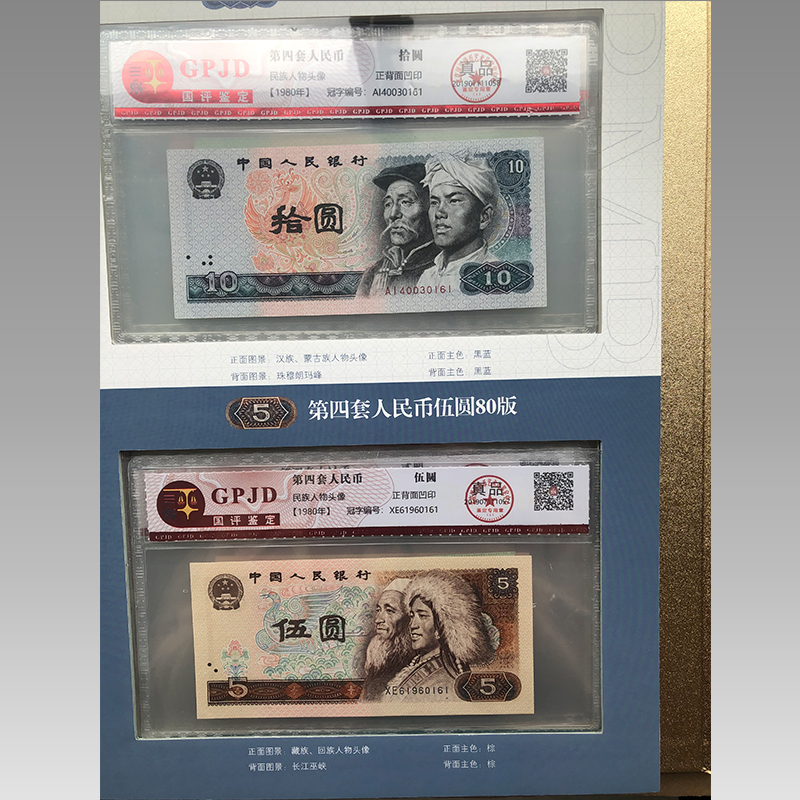 GPJD
国评鉴定
第四套人民币 拾圆
民族人物头像 正背面凹印
【1980年】 冠字编号: AI40030161
真品
中国人民银行
10
拾圆
10
10
AI40030161
正面图景: 汉族、蒙古族人物头像 正面主色: 黑蓝
背面图景: 珠穆朗玛峰 背面主色: 黑蓝
5 第四套人民币伍圆80版
GPJD
国评鉴定
第四套人民币 伍圆
民族人物头像 正背面凹印
【1980年】 冠字编号: XE61960161
真品
中国人民银行
5
伍圆
5
5
XE61960161
正面图景: 藏族、回族人物头像 正面主色: 棕
背面图景: 长江巫峡 背面主色: 棕
RMB